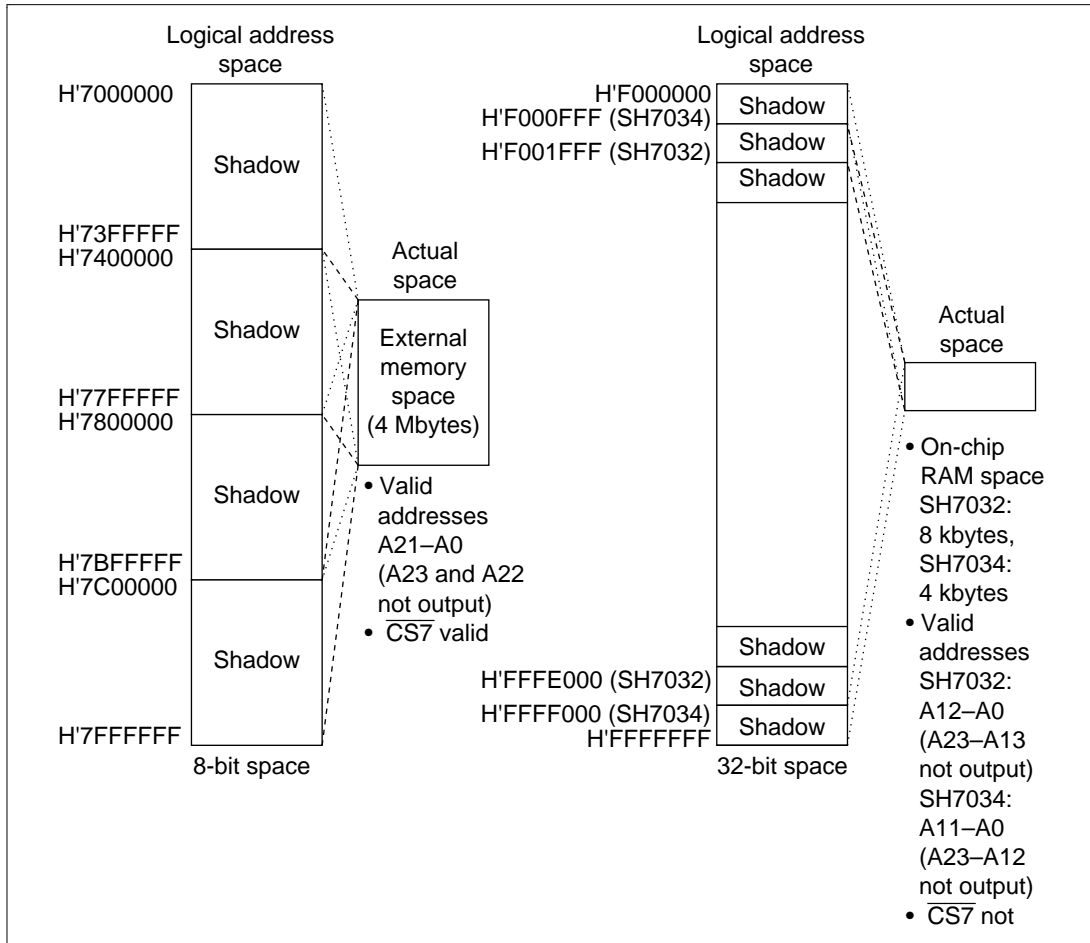 Logical address
space
H'7000000
Shadow
H'73FFFFF
H'7400000
Shadow
H'77FFFFF
H'7800000
Shadow
H'7BFFFFF
H'7C00000
Shadow
H'7FFFFFF
8-bit space
Actual
space
External
memory
space
(4 Mbytes)
• Valid
addresses
A21–A0
(A23 and A22
not output)
• CS7 valid
Logical address
space
H'F000000
Shadow
H'F000FFF (SH7034)
Shadow
H'F001FFF (SH7032)
Shadow
Shadow
H'FFFE000 (SH7032)
Shadow
H'FFFF000 (SH7034)
Shadow
H'FFFFFFF
32-bit space
Actual
space
• On-chip
RAM space
SH7032:
8 kbytes,
SH7034:
4 kbytes
• Valid
addresses
SH7032:
A12–A0
(A23–A13
not output)
SH7034:
A11–A0
(A23–A12
not output)
• CS7 not